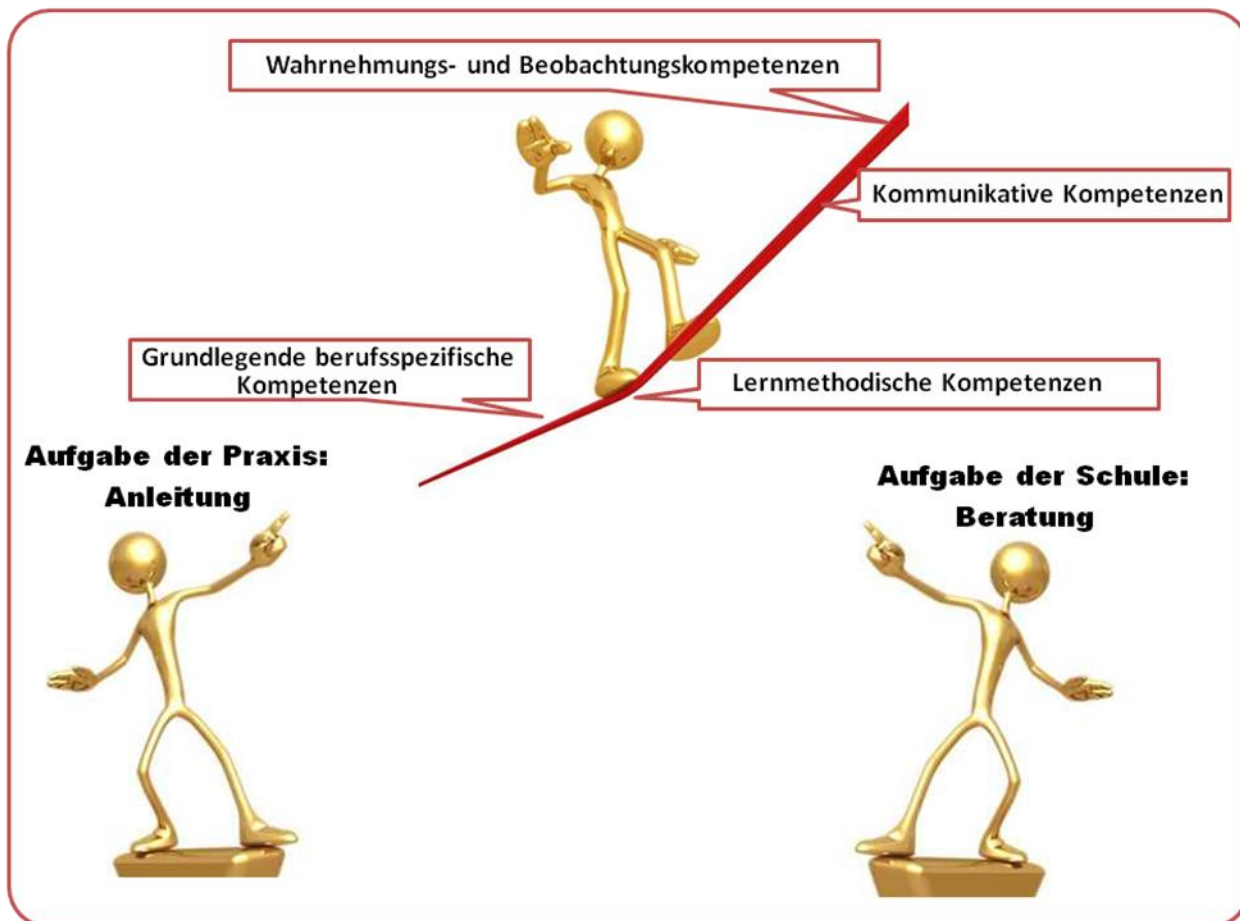 Wahrnehmungs- und Beobachtungskompetenzen
Kommunikative Kompetenzen
Grundlegende berufsspezifische
Kompetenzen
Lernmethodische Kompetenzen
Aufgabe der Praxis:
Anleitung
Aufgabe der Schule:
Beratung